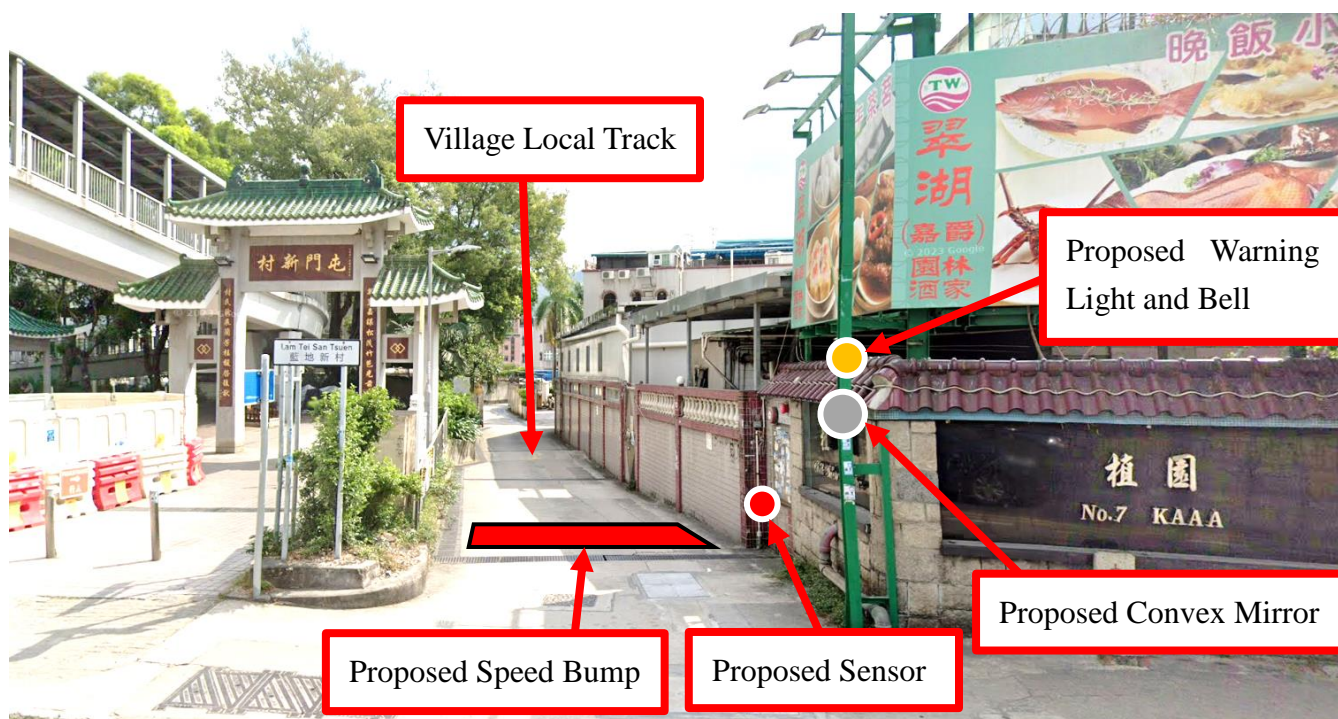 Village Local Track
晚飯小
TW
翠湖
(嘉爵)
園林
酒家
© 2023 Google
屯門新村
Lam Tei San Tsuen
藍地新村
Proposed Warning
Light and Bell
植園
No.7 KAAA
Proposed Convex Mirror
Proposed Speed Bump
Proposed Sensor